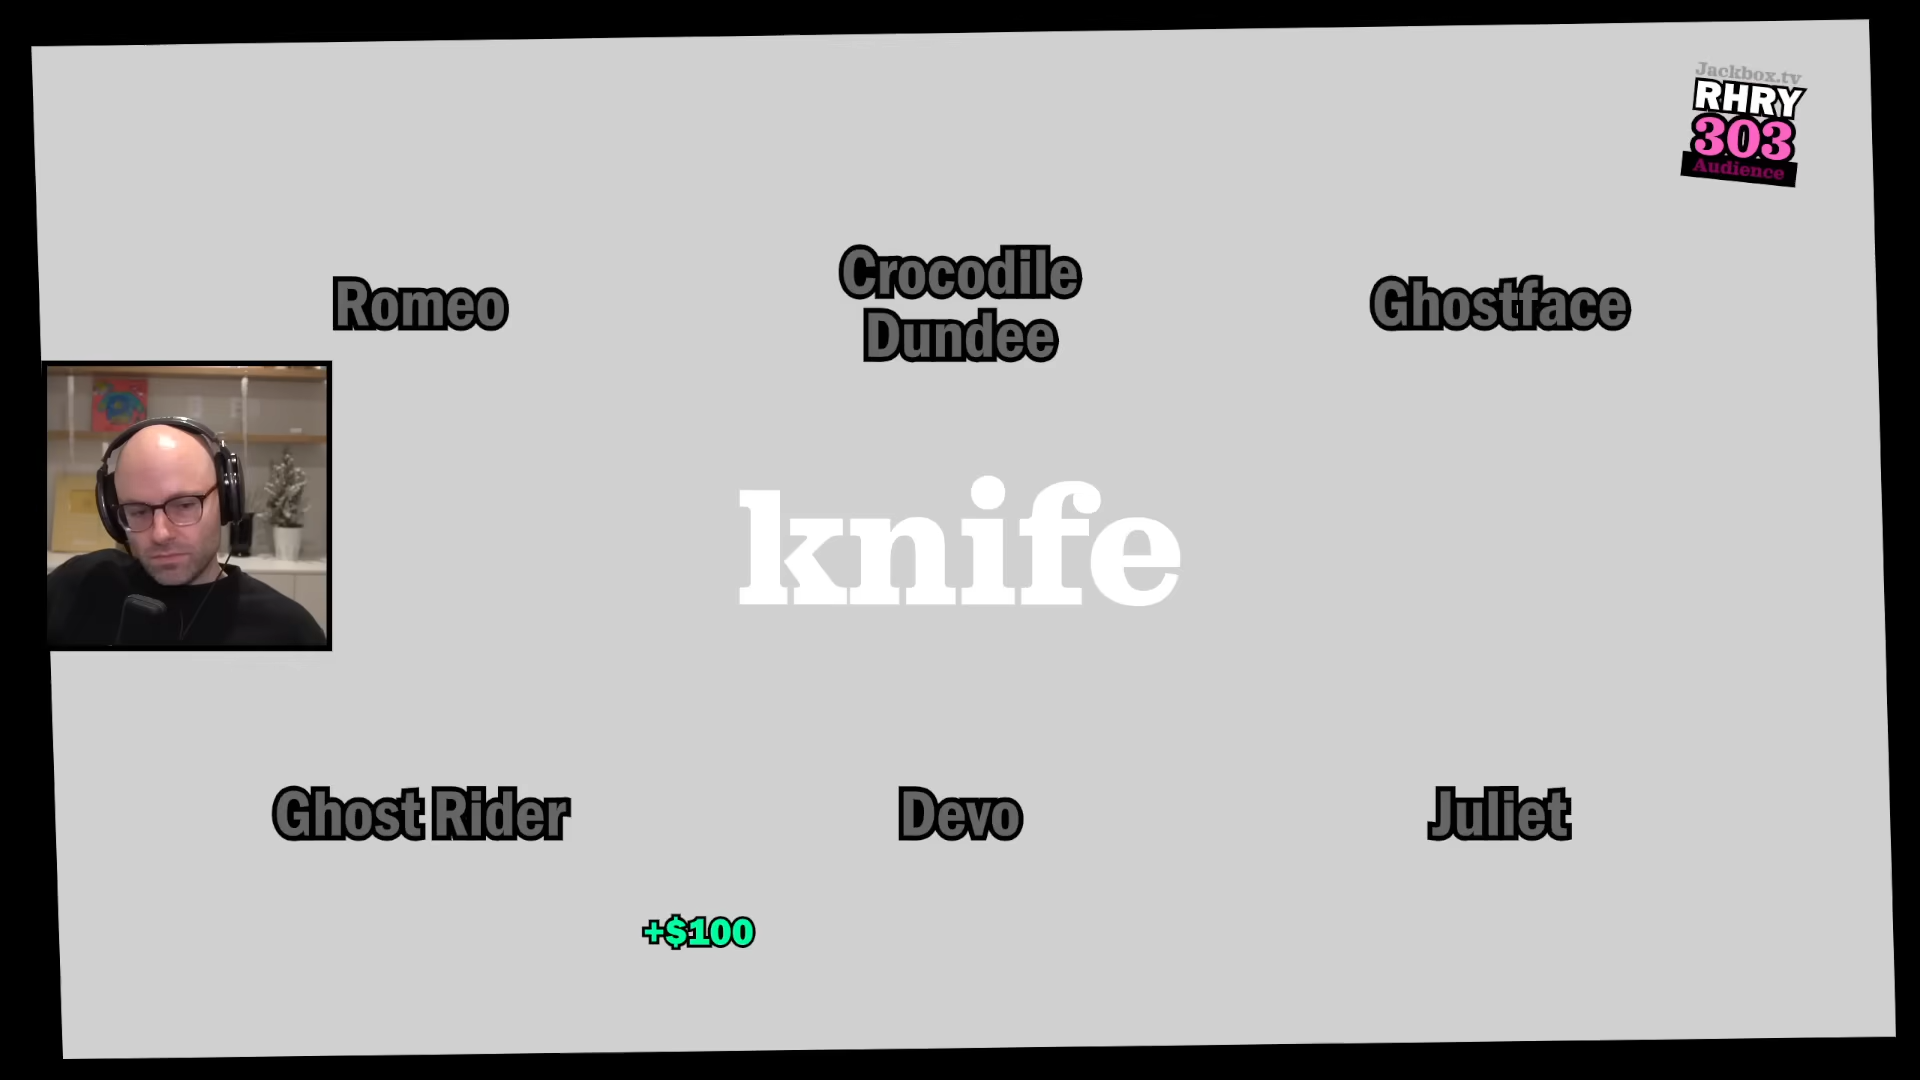 Jackbox.tv
RHRY
303
Audience
Romeo
Crocodile
Dundee
Ghostface
knife
Ghost Rider
Devo
Juliet
+$100